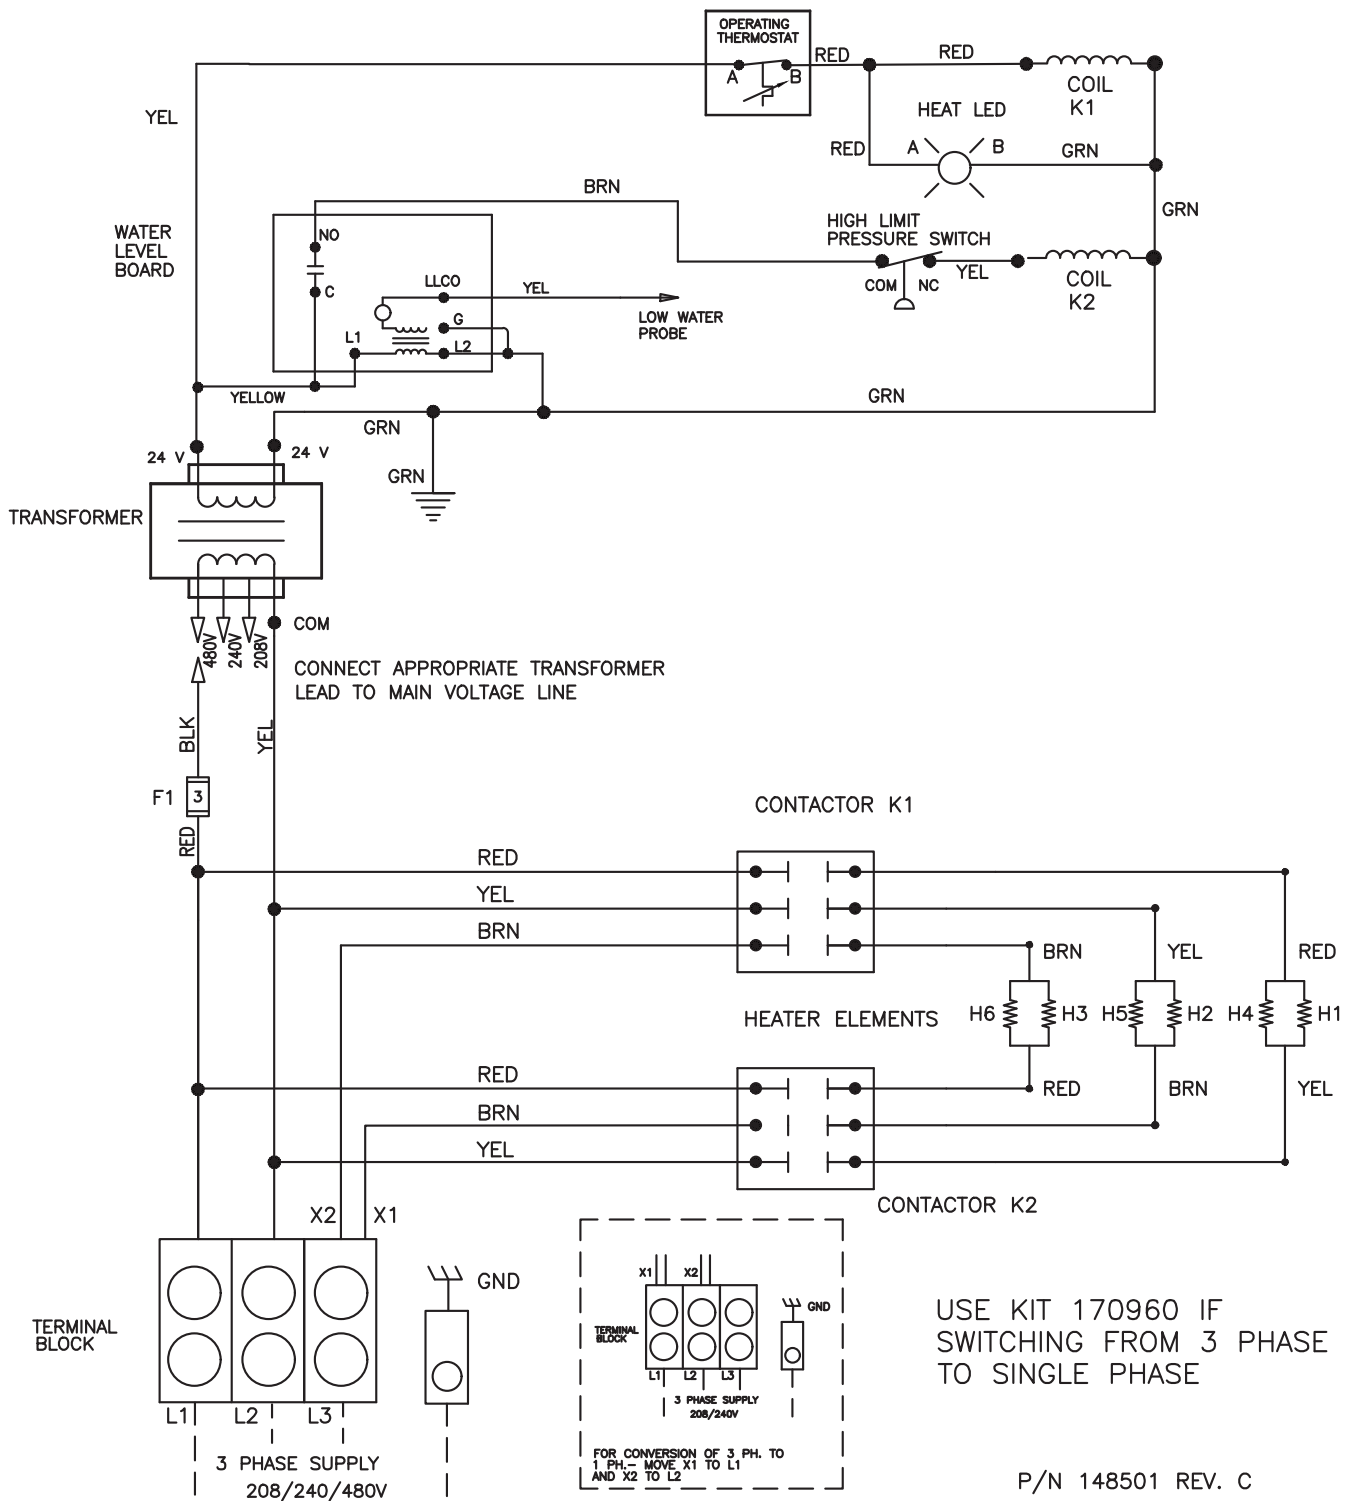 OPERATING
THERMOSTAT
A
B
RED
RED
COIL
K1
YEL
HEAT LED
RED
A
B
GRN
BRN
GRN
WATER
LEVEL
BOARD
NO
HIGH LIMIT
PRESSURE SWITCH
COM
NC
YEL
COIL
K2
C
LLCO
YEL
LOW WATER
PROBE
G
L1
L2
YELLOW
GRN
GRN
24 V
24 V
GRN
TRANSFORMER
COM
480V
240V
208V
CONNECT APPROPRIATE TRANSFORMER
LEAD TO MAIN VOLTAGE LINE
BLK
YEL
F1
3
RED
CONTACTOR K1
RED
YEL
BRN
BRN
YEL
RED
HEATER ELEMENTS
H6
H3
H5
H2
H4
H1
RED
BRN
YEL
RED
BRN
YEL
CONTACTOR K2
X2
X1
GND
TERMINAL
BLOCK
L1
L2
L3
3 PHASE SUPPLY
208/240/480V
X1
X2
GND
TERMINAL
BLOCK
L1
L2
L3
3 PHASE SUPPLY
208/240V
FOR CONVERSION OF 3 PH. TO
1 PH.- MOVE X1 TO L1
AND X2 TO L2
USE KIT 170960 IF
SWITCHING FROM 3 PHASE
TO SINGLE PHASE
P/N 148501 REV. C